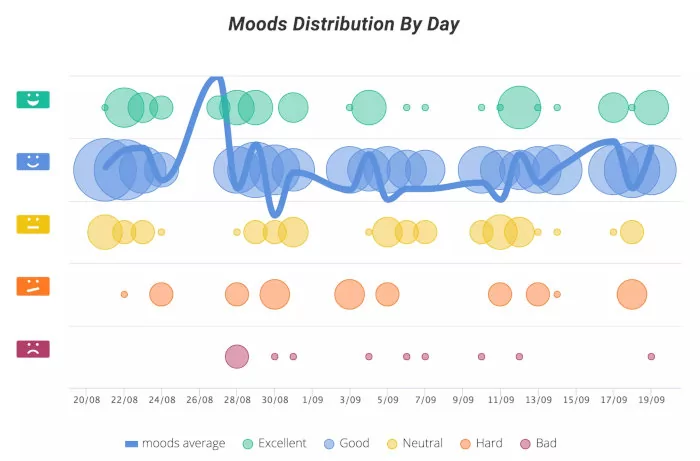 Moods Distribution By Day
20/08 22/08 24/08 26/08 28/08 30/08 1/09 3/09 5/09 7/09 9/09 11/09 13/09 15/09 17/09 19/09
moods average Excellent Good Neutral Hard Bad